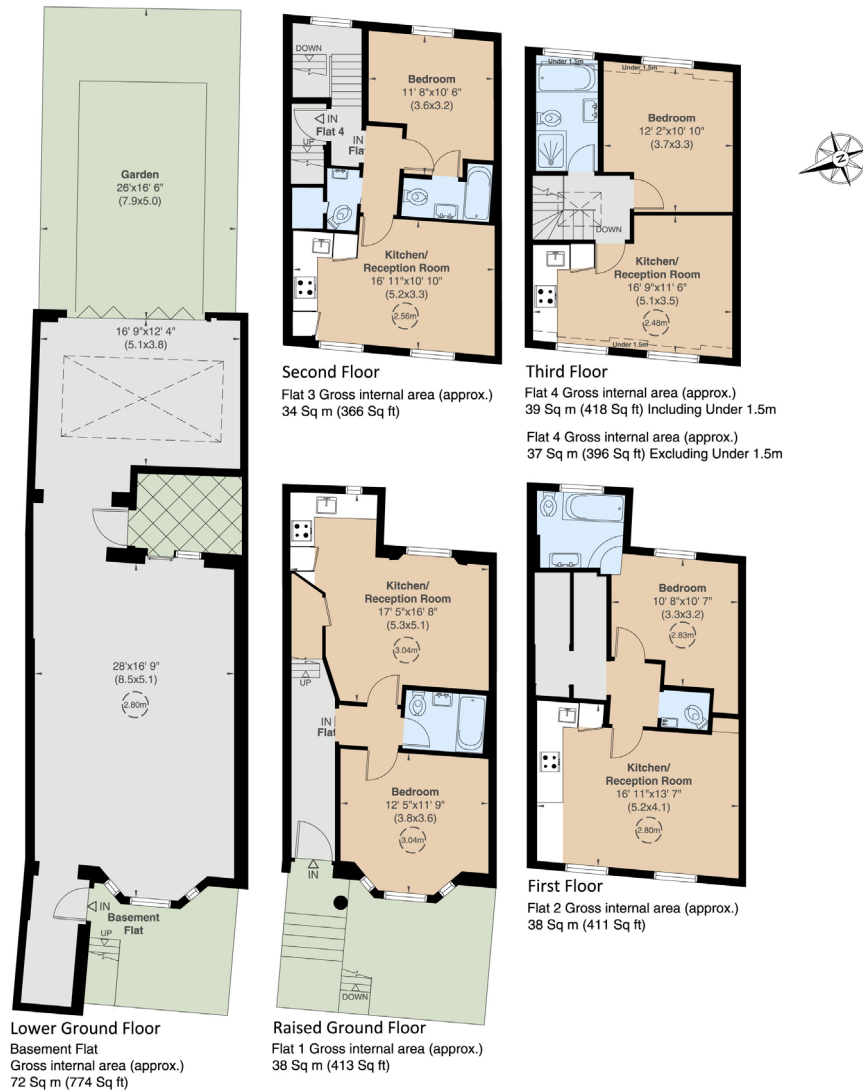 Garden
26'x16' 6"
(7.9x5.0)
16' 9"x12' 4"
(5.1x3.8)
28'x16' 9"
(8.5x5.1)
2.80m
IN
Basement
Flat
UP
Lower Ground Floor
Basement Flat
Gross internal area (approx.)
72 Sq m (774 Sq ft)
DOWN
Bedroom
11' 8"x10' 6"
(3.6x3.2)
IN
Flat 4
UP
IN
Kitchen/
Reception Room
16' 11"x10' 10"
(5.2x3.3)
2.56m
Second Floor
Flat 3 Gross internal area (approx.)
34 Sq m (366 Sq ft)
Under 1.5m
Under 1.5m
Bedroom
12' 2"x10' 10"
(3.7x3.3)
DOWN
Kitchen/
Reception Room
16' 9"x11' 6"
(5.1x3.5)
2.48m
Under 1.5m
Third Floor
Flat 4 Gross internal area (approx.)
39 Sq m (418 Sq ft) Including Under 1.5m
Flat 4 Gross internal area (approx.)
37 Sq m (396 Sq ft) Excluding Under 1.5m
N
Kitchen/
Reception Room
17' 5"x16' 8"
(5.3x5.1)
3.04m
UP
IN
Bedroom
12' 5"x11' 9"
(3.8x3.6)
3.04m
IN
DOWN
Raised Ground Floor
Flat 1 Gross internal area (approx.)
38 Sq m (413 Sq ft)
Bedroom
10' 8"x10' 7"
(3.3x3.2)
2.83m
Kitchen/
Reception Room
16' 11"x13' 7"
(5.2x4.1)
2.80m
First Floor
Flat 2 Gross internal area (approx.)
38 Sq m (411 Sq ft)